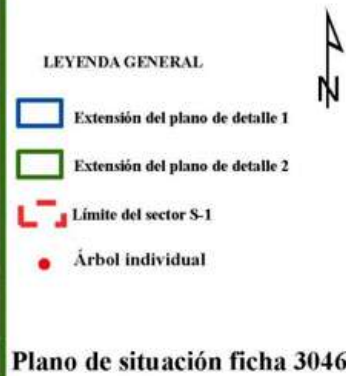 N
LEYENDA GENERAL
Extensión del plano de detalle 1
Extensión del plano de detalle 2
Límite del sector S-1
Árbol individual
Plano de situación ficha 3046